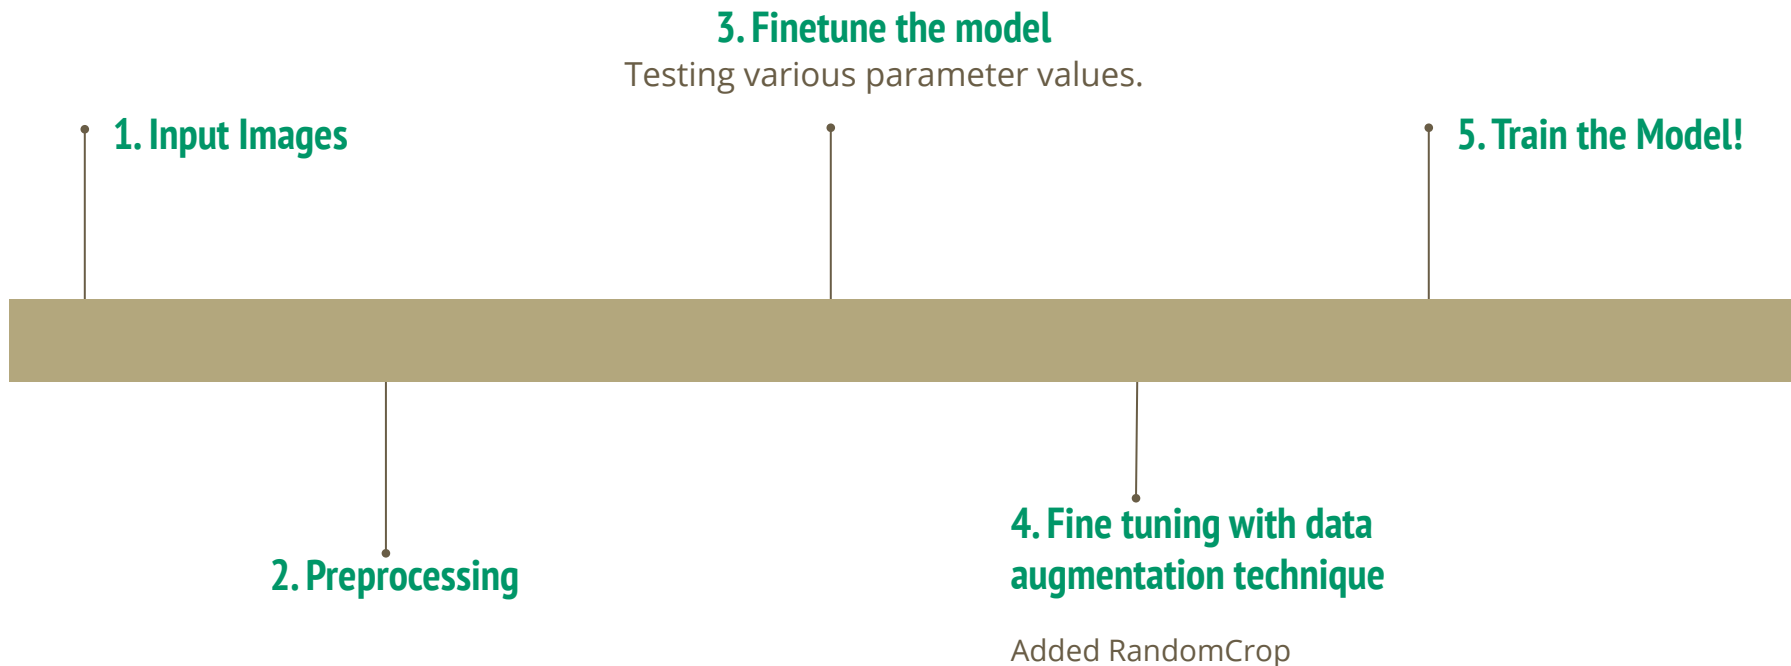 1. Input Images
2. Preprocessing
3. Finetune the model
Testing various parameter values.
4. Fine tuning with data
augmentation technique
Added RandomCrop
5. Train the Model!